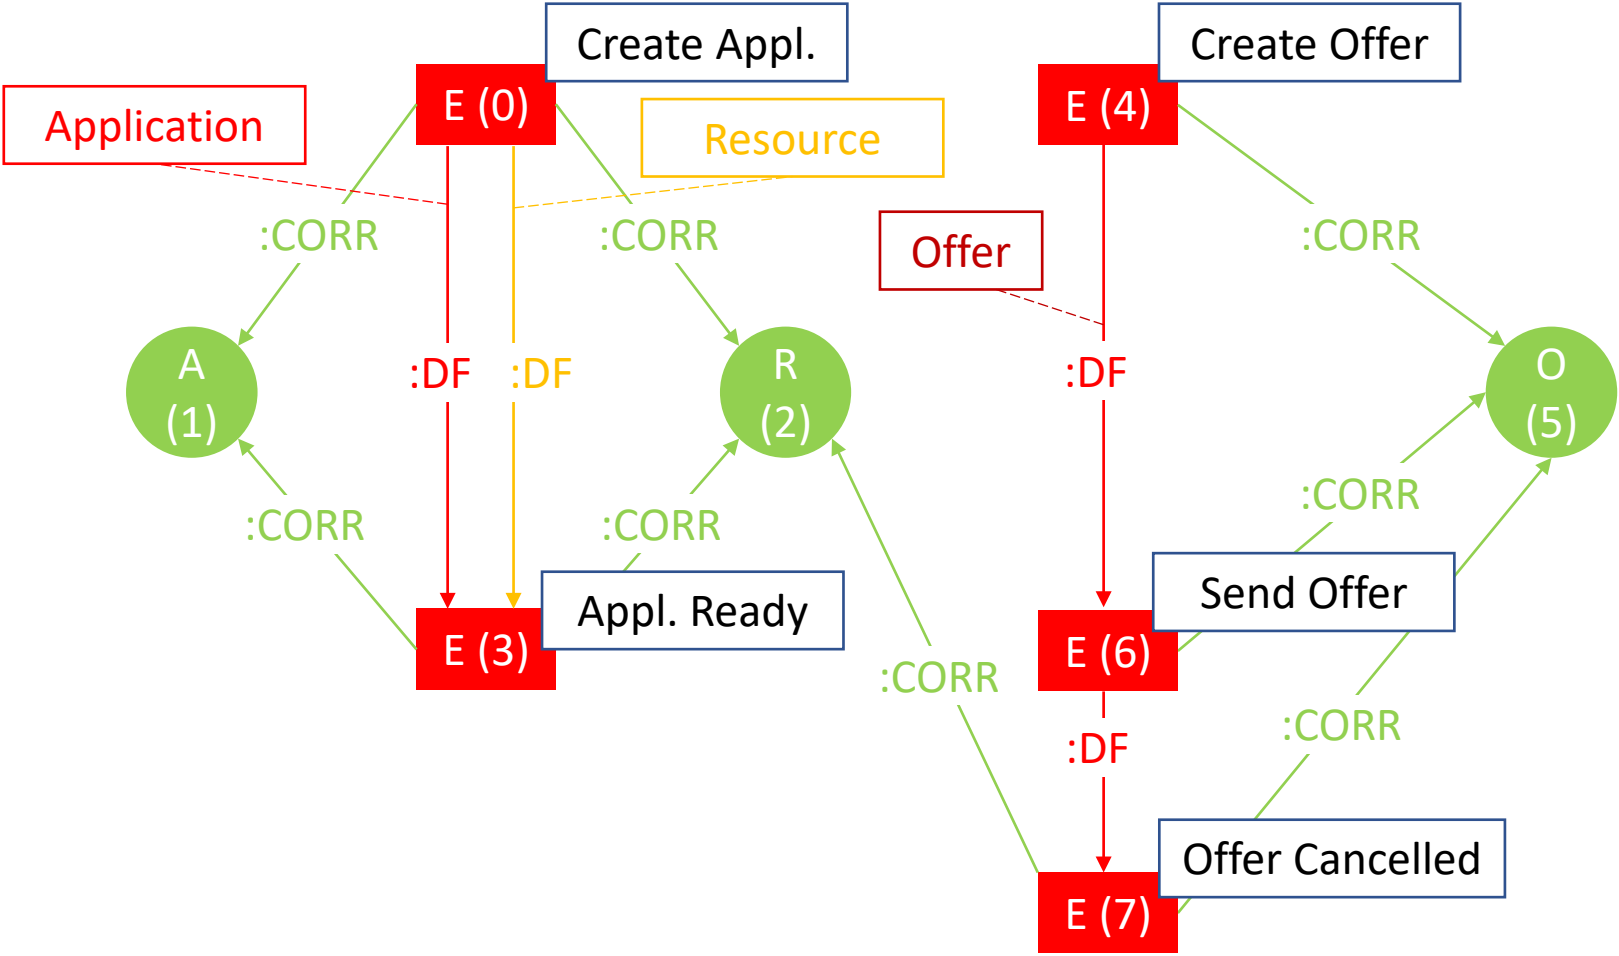 Create Appl.
Create Offer
E (0)
E (4)
Application
Resource
:CORR
:CORR
Offer
:CORR
A
(1)
:DF
:DF
R
(2)
:DF
O
(5)
:CORR
:CORR
:CORR
Appl. Ready
Send Offer
E (3)
E (6)
:CORR
:DF
:CORR
Offer Cancelled
E (7)